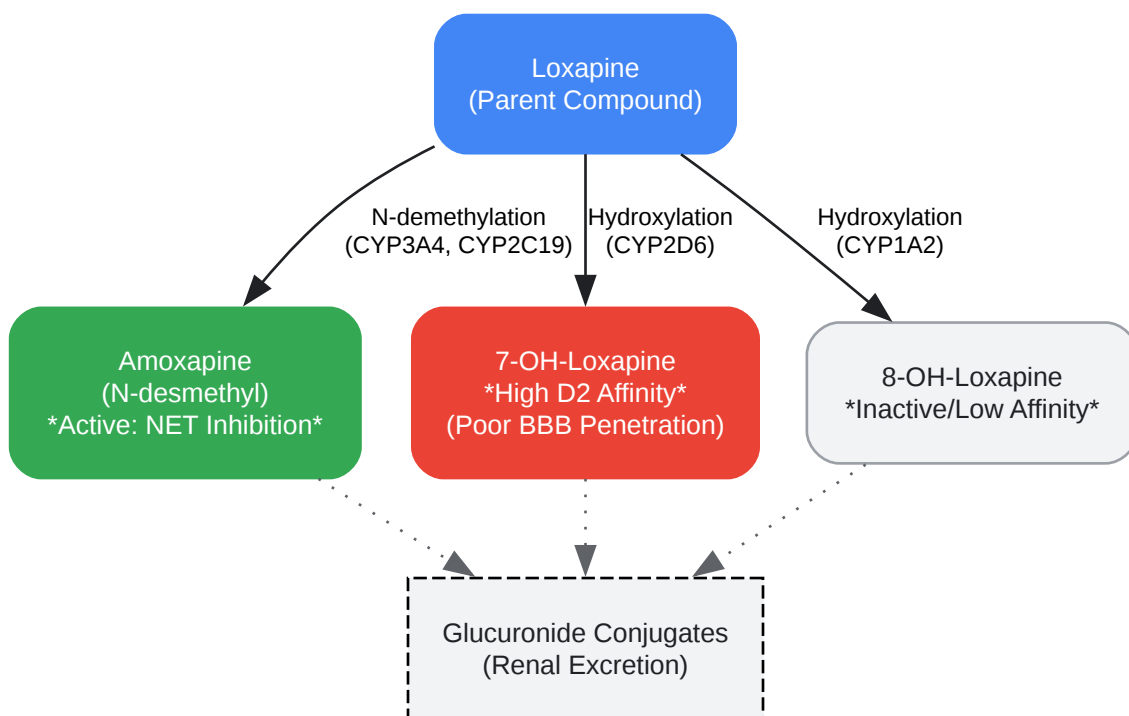 Loxapine
(Parent Compound)
N-demethylation
(CYP3A4, CYP2C19)
Hydroxylation
(CYP2D6)
Hydroxylation
(CYP1A2)
Amoxapine
(N-desmethyl)
*Active: NET Inhibition*
7-OH-Loxapine
*High D2 Affinity*
(Poor BBB Penetration)
8-OH-Loxapine
*Inactive/Low Affinity*
Glucuronide Conjugates
(Renal Excretion)